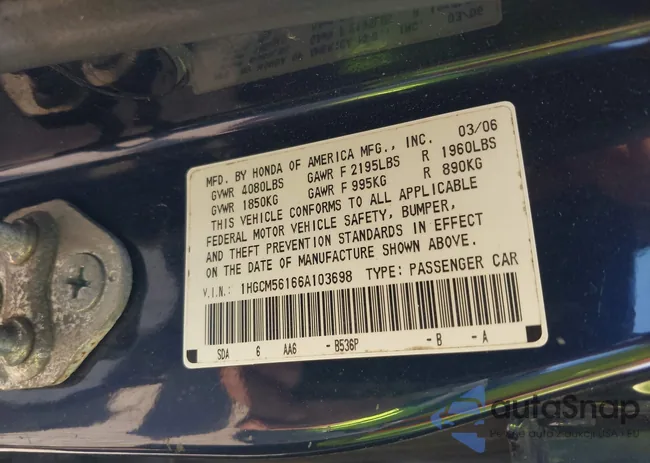 MFD. BY HONDA OF AMERICA MFG., INC. 03/06
GVWR 4080LBS GAWR F 2195LBS R 1960LBS
GVWR 1850KG GAWR F 995KG R 890KG
THIS VEHICLE CONFORMS TO ALL APPLICABLE
FEDERAL MOTOR VEHICLE SAFETY, BUMPER,
AND THEFT PREVENTION STANDARDS IN EFFECT
ON THE DATE OF MANUFACTURE SHOWN ABOVE.
V.I.N.: 1HGCM56166A103698 TYPE: PASSENGER CAR
SDA 6 AA6 -B536P -B -A
autoSnap